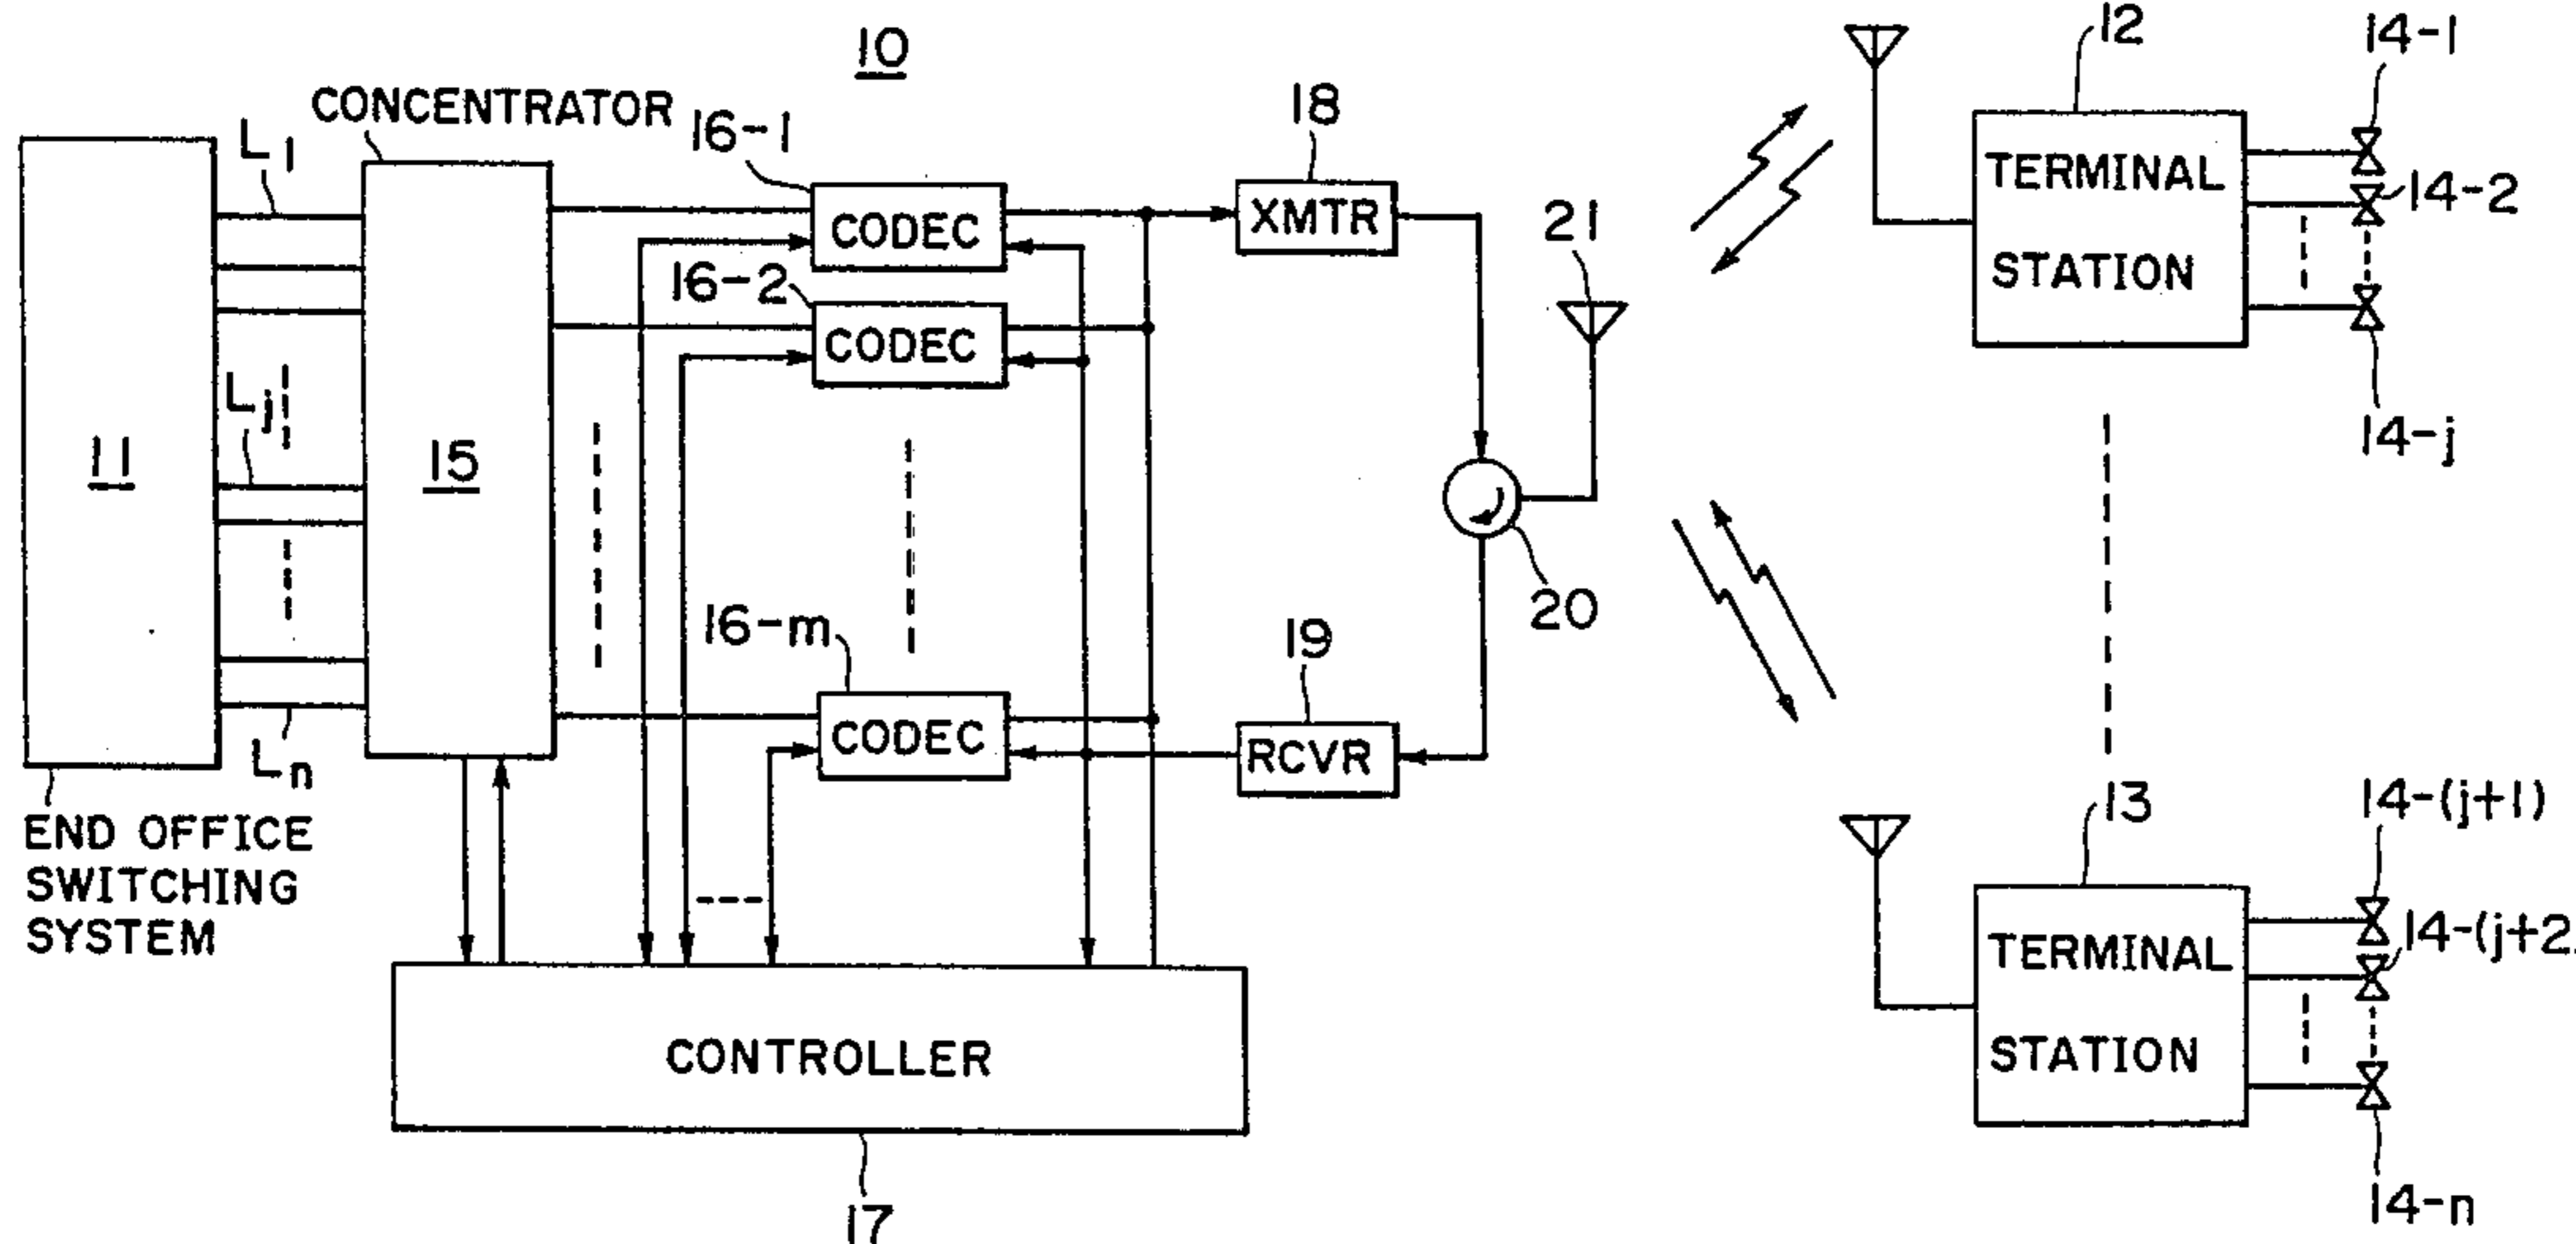 10
CONCENTRATOR
L1
16-1
18
12
14-1
CODEC
XMTR
TERMINAL
STATION
14-2
21
16-2
CODEC
Lj
14-j
11
15
20
16-m
19
CODEC
RCVR
Ln
END OFFICE
SWITCHING
SYSTEM
13
14-(j+1)
14-(j+2
TERMINAL
STATION
CONTROLLER
14-n
17